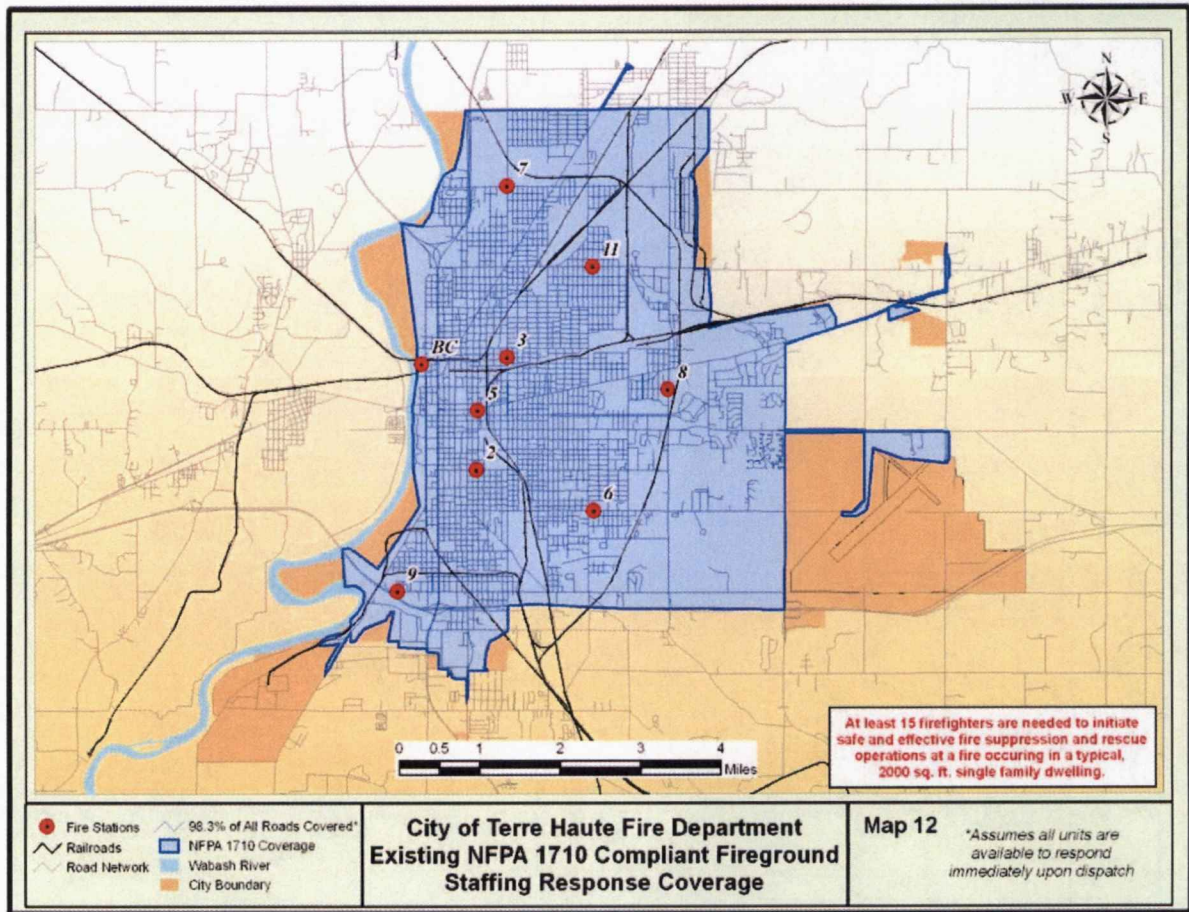 N
W E
S
7
11
BC
3
8
5
2
6
9
0 0.5 1 2 3 4
Miles
At least 15 firefighters are needed to initiate
safe and effective fire suppression and rescue
operations at a fire occuring in a typical,
2000 sq. ft. single family dwelling.
Fire Stations
Railroads
Road Network
98.3% of All Roads Covered*
NFPA 1710 Coverage
Wabash River
City Boundary
City of Terre Haute Fire Department
Existing NFPA 1710 Compliant Fireground
Staffing Response Coverage
Map 12
*Assumes all units are
available to respond
immediately upon dispatch